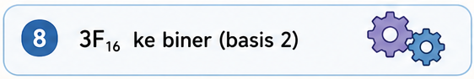 8 3F₁₆ ke biner (basis 2)